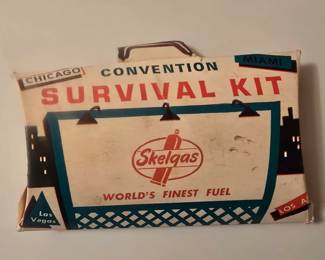 CHICAGO
CONVENTION
MIAMI
SURVIVAL KIT
Skelgas
WORLD'S FINEST FUEL
Las
Vegas
LOS A